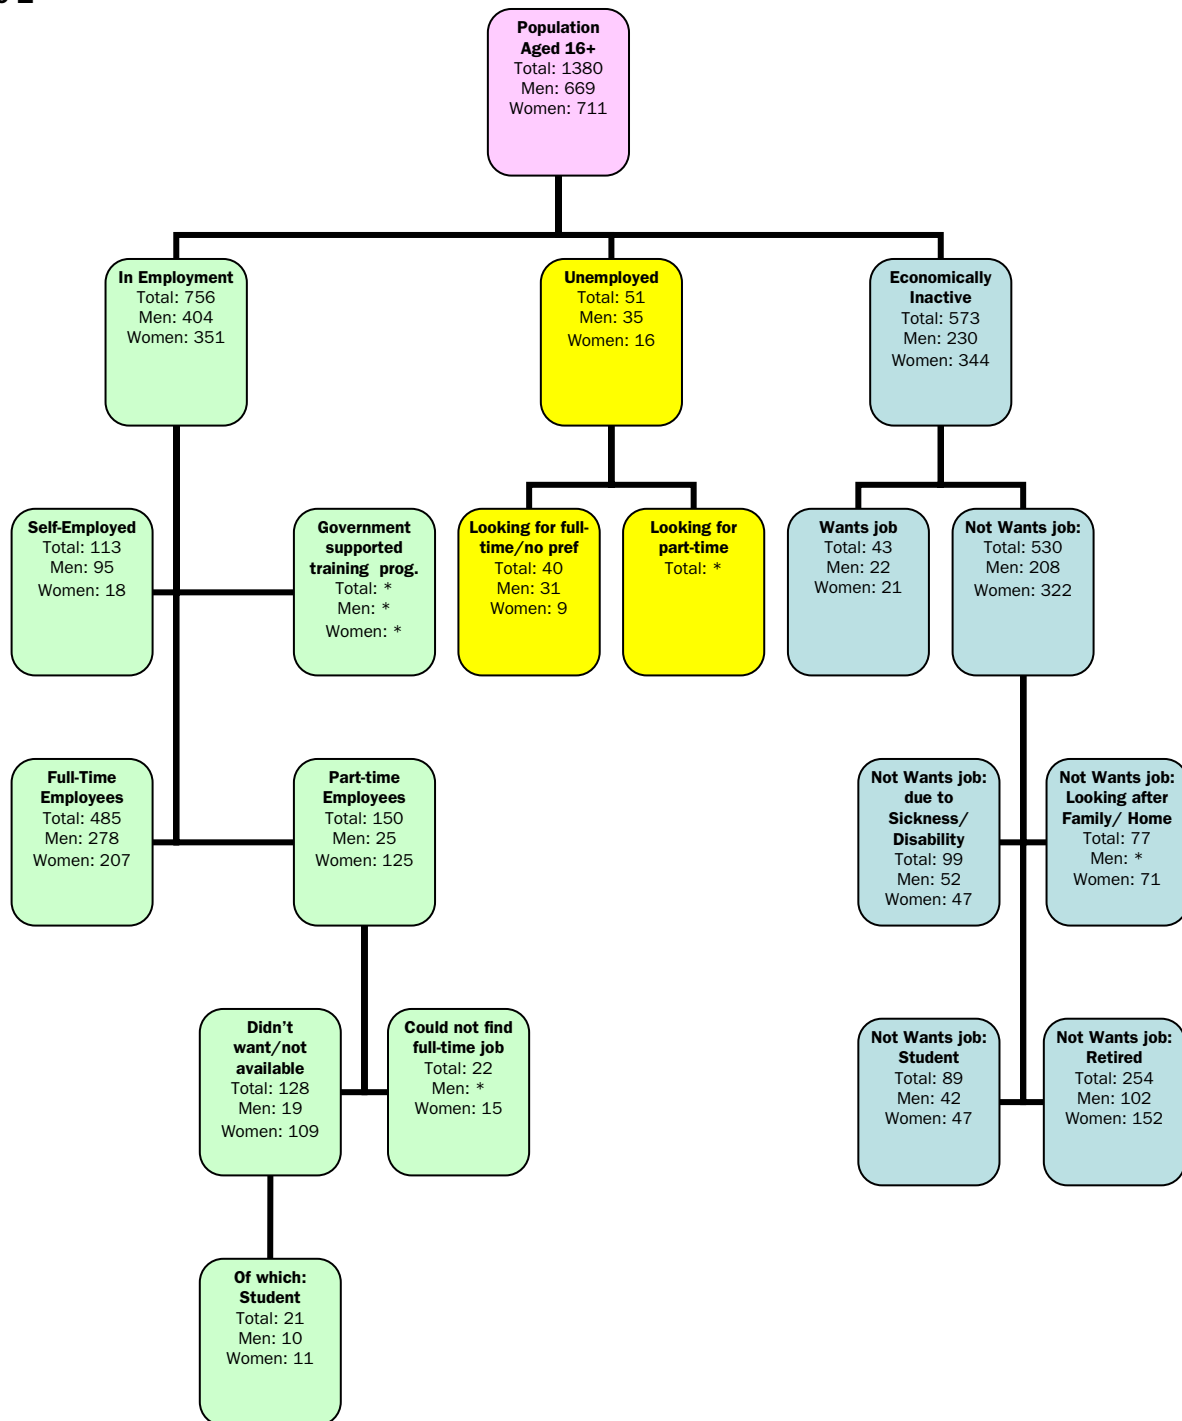 Population
Aged 16+
Total: 1380
Men: 669
Women: 711
In Employment
Total: 756
Men: 404
Women: 351
Unemployed
Total: 51
Men: 35
Women: 16
Economically
Inactive
Total: 573
Men: 230
Women: 344
Self-Employed
Total: 113
Men: 95
Women: 18
Government
supported
training prog.
Total: *
Men: *
Women: *
Looking for full-
time/no pref
Total: 40
Men: 31
Women: 9
Looking for
part-time
Total: *
Wants job
Total: 43
Men: 22
Women: 21
Not Wants job:
Total: 530
Men: 208
Women: 322
Full-Time
Employees
Total: 485
Men: 278
Women: 207
Part-time
Employees
Total: 150
Men: 25
Women: 125
Not Wants job:
due to
Sickness/
Disability
Total: 99
Men: 52
Women: 47
Not Wants job:
Looking after
Family/ Home
Total: 77
Men: *
Women: 71
Didn't
want/not
available
Total: 128
Men: 19
Women: 109
Could not find
full-time job
Total: 22
Men: *
Women: 15
Not Wants job:
Student
Total: 89
Men: 42
Women: 47
Not Wants job:
Retired
Total: 254
Men: 102
Women: 152
Of which:
Student
Total: 21
Men: 10
Women: 11